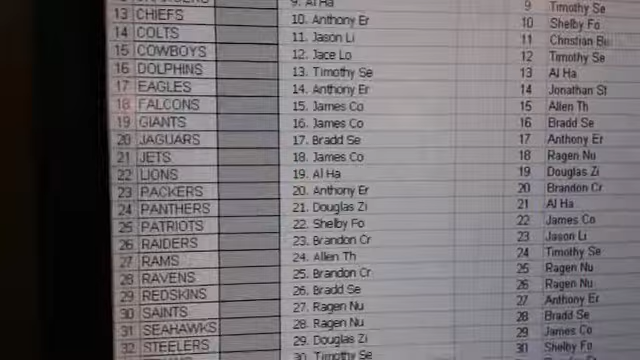 9. Al Ha 9 Timothy Se
13 CHIEFS 10. Anthony Er 10 Shelby Fo
14 COLTS 11. Jason Li 11 Christian
15 COWBOYS 12. Jace Lo 12 Timothy Se
16 DOLPHINS 13. Timothy Se 13 Al Ha
17 EAGLES 14. Anthony Er 14 Jonathan St
18 FALCONS 15. James Co 15 Allen Th
19 GIANTS 16. James Co 16 Bradd Se
20 JAGUARS 17. Bradd Se 17 Anthony Er
21 JETS 18. James Co 18 Ragen Nu
22 LIONS 19. Al Ha 19 Douglas Zi
23 PACKERS 20. Anthony Er 20 Brandon Cr
24 PANTHERS 21. Douglas Zi 21 Al Ha
25 PATRIOTS 22. Shelby Fo 22 James Co
26 RAIDERS 23. Brandon Cr 23 Jason Li
27 RAMS 24. Allen Th 24 Timothy Se
28 RAVENS 25. Brandon Cr 25 Ragen Nu
29 REDSKINS 26. Bradd Se 26 Ragen Nu
30 SAINTS 27. Ragen Nu 27 Anthony Er
31 SEAHAWKS 28. Ragen Nu 28 Bradd Se
32 STEELERS 29. Douglas Zi 29 James Co
30. Timothy Se 30 Shelby Fo